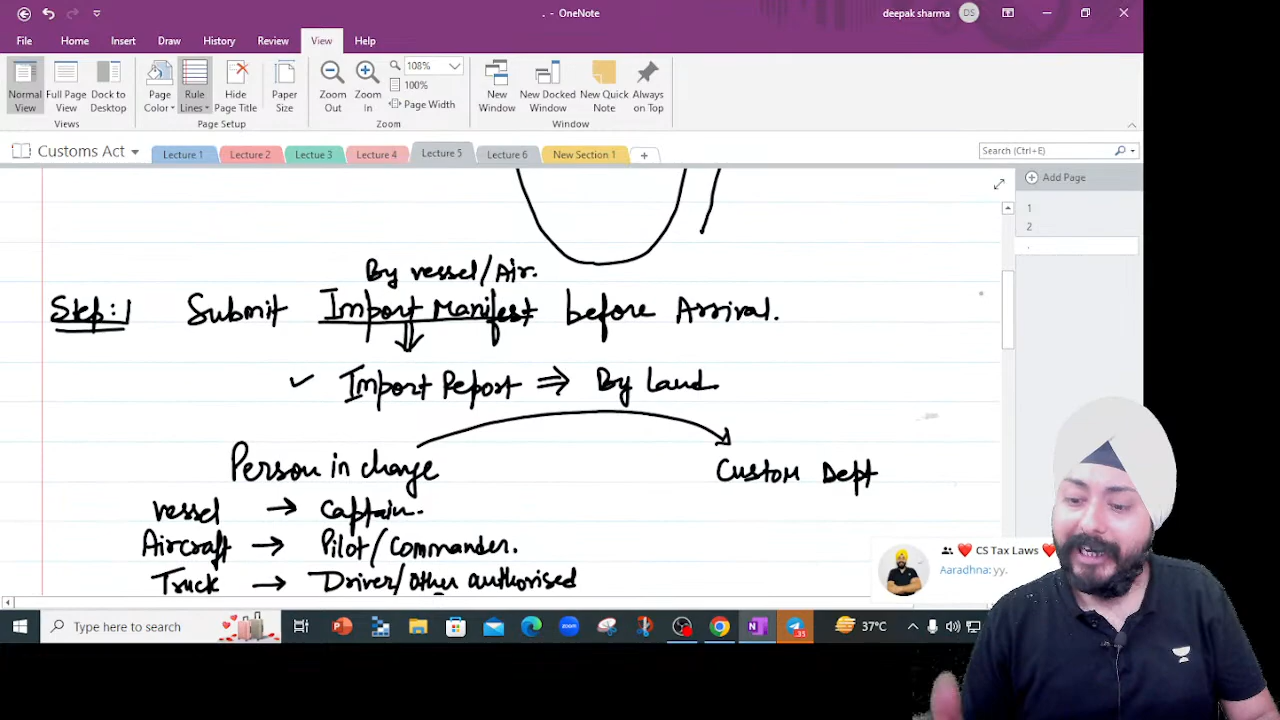 . - OneNote
deepak sharma DS
File Home Insert Draw History Review View Help
Normal View
Full Page View
Dock to Desktop
Views
Page Color
Rule Lines
Hide Page Title
Paper Size
Page Setup
Zoom Out
Zoom In
108%
100%
Page Width
Zoom
New Window
New Docked Window
New Quick Note
Always on Top
Window
Customs Act
Lecture 1 Lecture 2 Lectue 3 Lecture 4 Lecture 5 Lecture 6 New Section 1 +
Search (Ctrl+E)
Add Page
1
2
.
By vessel/Air.
Step:1 Submit Import Manifest before Arrival.
⇓
✓ Import Report ⇒ By Land
Person in charge Custom Dept
vessel → Captain.
Aircraft → Pilot/Commander.
Truck → Driver/other authorised
❤️ CS Tax Laws ❤️
Aaradhna: yy.
Type here to search
35
37°C